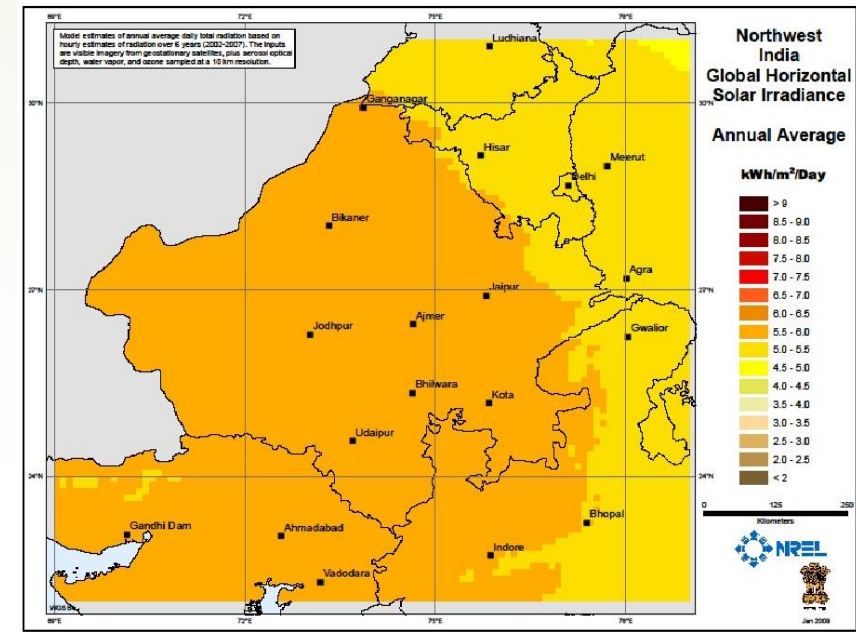 69°E
72°E
75°E
78°E
Model estimates of annual average daily total radiation based on
hourly estimates of radiation over 6 years (2002-2007). The inputs
are visible imagery from geostationary satellites, plus aerosol optical
depth, water vapor, and ozone sampled at a 10 km resolution.
Northwest
India
Global Horizontal
Solar Irradiance
Annual Average
kWh/m²/Day
> 9
8.5 - 9.0
8.0 - 8.5
7.5 - 8.0
7.0 - 7.5
6.5 - 7.0
6.0 - 6.5
5.5 - 6.0
5.0 - 5.5
4.5 - 5.0
4.0 - 4.5
3.5 - 4.0
3.0 - 3.5
2.5 - 3.0
2.0 - 2.5
< 2
Ludhiana
30°N
Ganganagar
30°N
Hisar
Meerut
Delhi
Bikaner
Agra
27°N
Jaipur
27°N
Ajmer
Jodhpur
Gwalior
Bhilwara
Kota
Udaipur
24°N
24°N
Bhopal
Gandhi Dam
Ahmadabad
Indore
Vadodara
0 125 250
Kilometers
NREL
69°E
72°E
75°E
78°E
Jan 2009